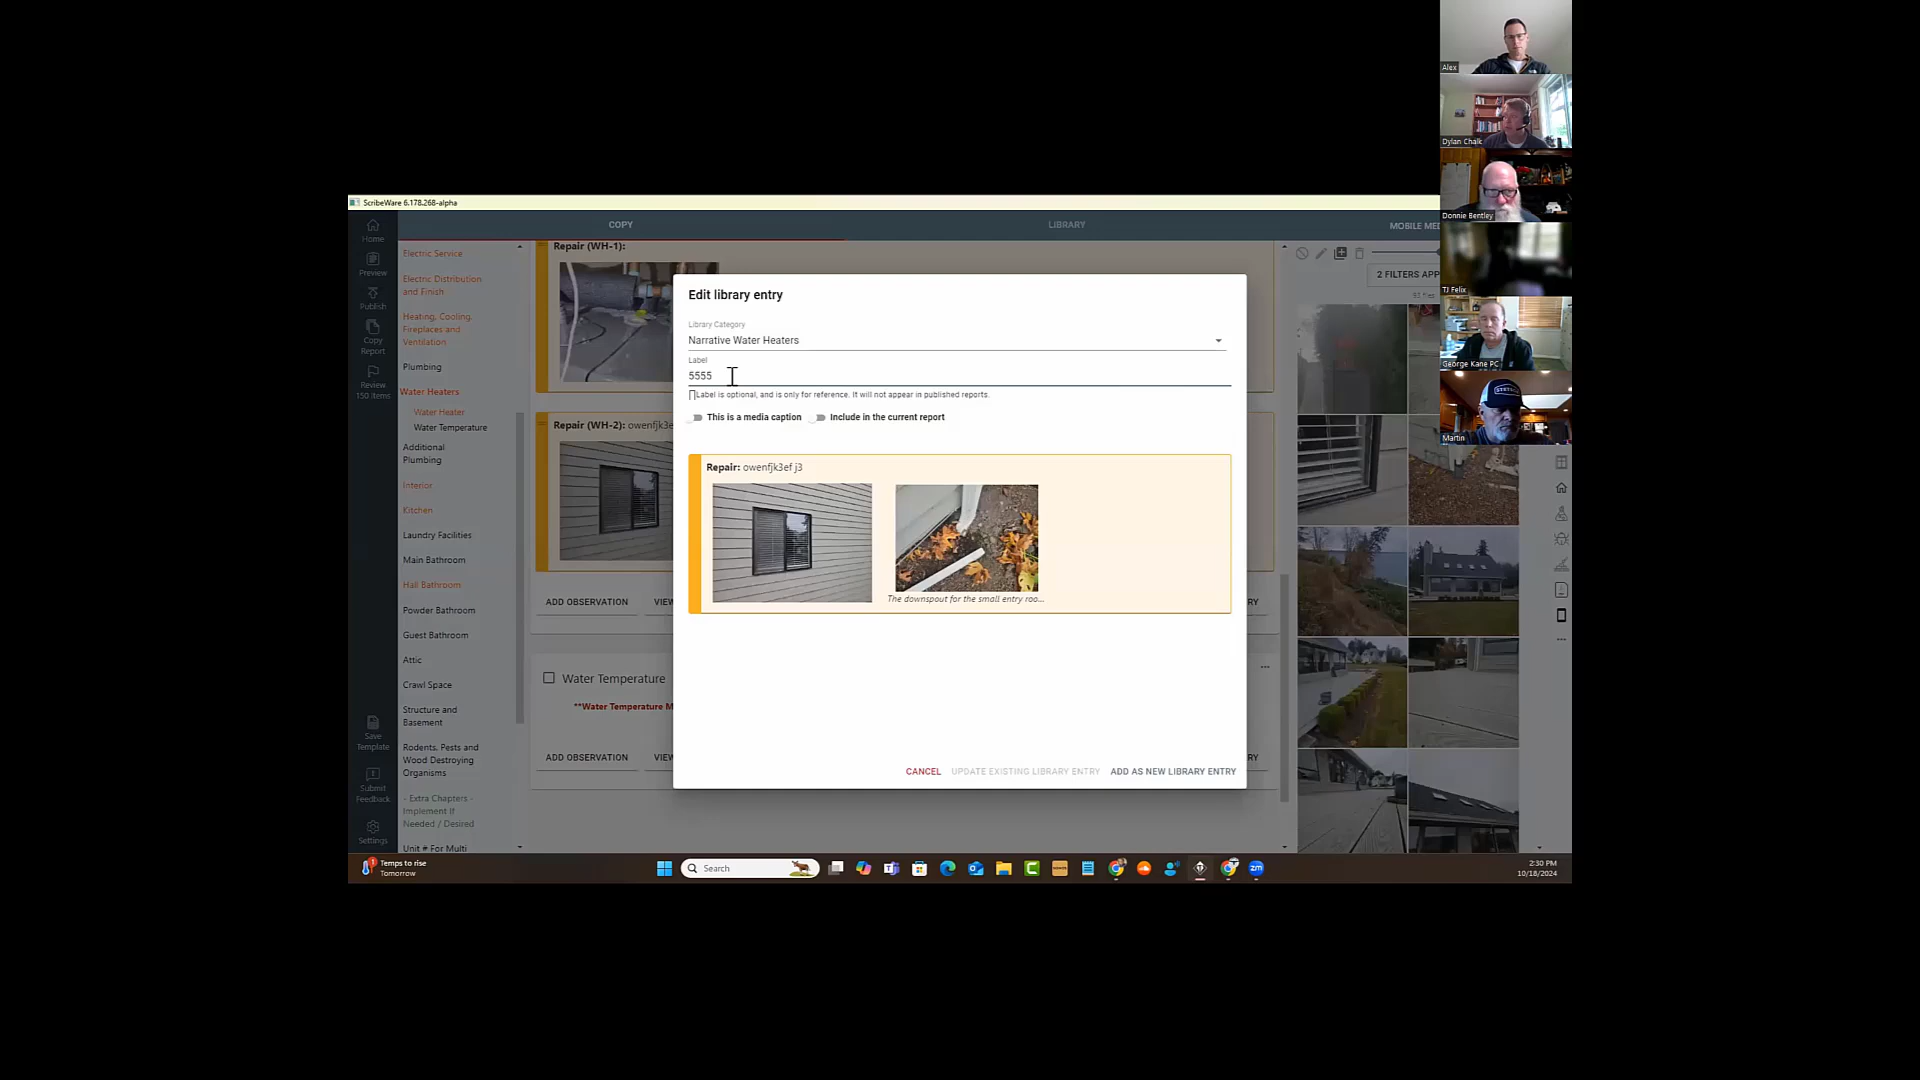 Alex
Dylan Chalk
Donnie Bentley
TJ Felix
George Kane PC
Martin
ScribeWare 6.178.268-alpha
COPY
LIBRARY
MOBILE MED
Home
Preview
Publish
Copy
Report
Review
150 items
Save
Template
Submit
Feedback
Settings
Electric Service
Electric Distribution
and Finish
Heating, Cooling,
Fireplaces and
Ventilation
Plumbing
Water Heaters
Water Heater
Water Temperature
Additional
Plumbing
Interior
Kitchen
Laundry Facilities
Main Bathroom
Hall Bathroom
Powder Bathroom
Guest Bathroom
Attic
Crawl Space
Structure and
Basement
Rodents, Pests and
Wood Destroying
Organisms
- Extra Chapters -
Implement If
Needed / Desired
Unit # For Multi
Repair (WH-1):
Repair (WH-2): owenfjk3e
ADD OBSERVATION
VIEW
RY
Water Temperature
**Water Temperature M
ADD OBSERVATION
VIEW
RY
2 FILTERS APP
51 files
Edit library entry
Library Category
Narrative Water Heaters
Label
5555
Label is optional, and is only for reference. It will not appear in published reports.
This is a media caption
Include in the current report
Repair: owenfjk3ef j3
The downspout for the small entry roo...
CANCEL
UPDATE EXISTING LIBRARY ENTRY
ADD AS NEW LIBRARY ENTRY
1
Temps to rise
Tomorrow
Search
zm
2:30 PM
10/18/2024